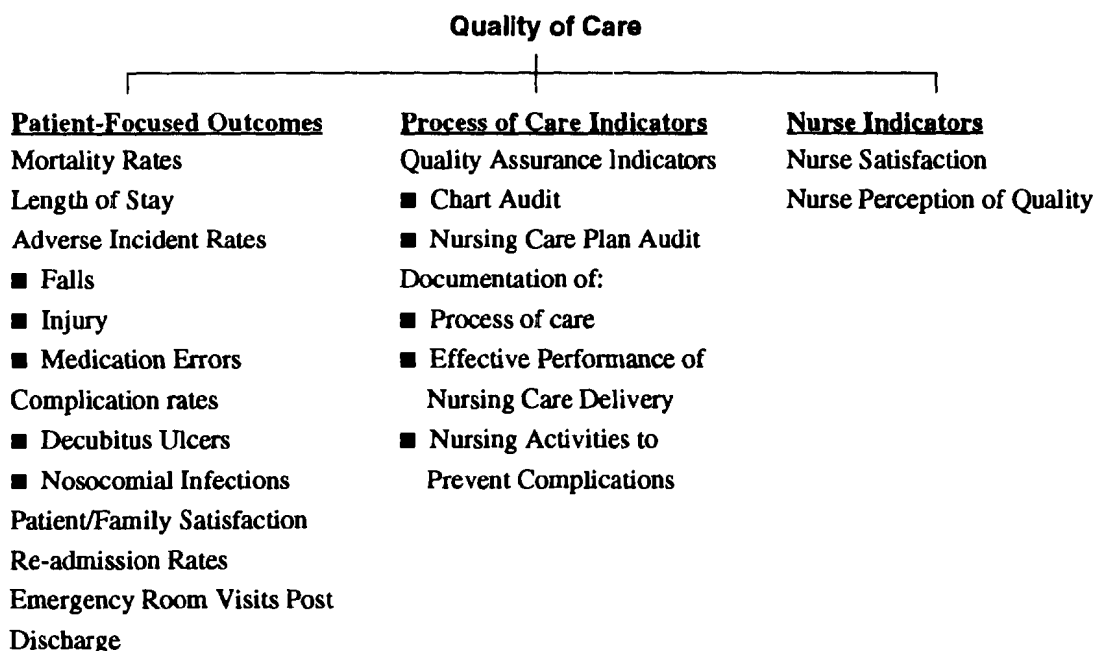 Quality of Care
Patient-Focused Outcomes
Mortality Rates
Length of Stay
Adverse Incident Rates
■ Falls
■ Injury
■ Medication Errors
Complication rates
■ Decubitus Ulcers
■ Nosocomial Infections
Patient/Family Satisfaction
Re-admission Rates
Emergency Room Visits Post
Discharge
Process of Care Indicators
Quality Assurance Indicators
■ Chart Audit
■ Nursing Care Plan Audit
Documentation of:
■ Process of care
■ Effective Performance of
Nursing Care Delivery
■ Nursing Activities to
Prevent Complications
Nurse Indicators
Nurse Satisfaction
Nurse Perception of Quality